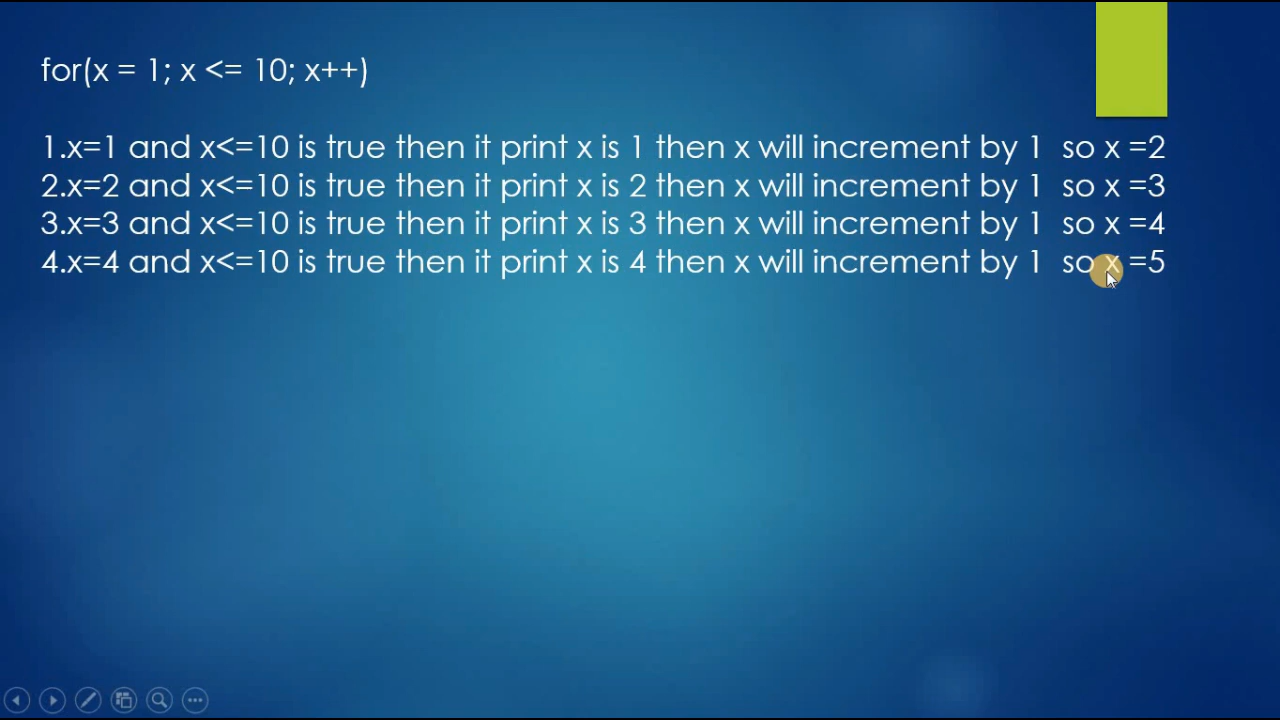 for(x = 1; x <= 10; x++)
1.x=1 and x<=10 is true then it print x is 1 then x will increment by 1  so x =2
2.x=2 and x<=10 is true then it print x is 2 then x will increment by 1  so x =3
3.x=3 and x<=10 is true then it print x is 3 then x will increment by 1  so x =4
4.x=4 and x<=10 is true then it print x is 4 then x will increment by 1  so x =5